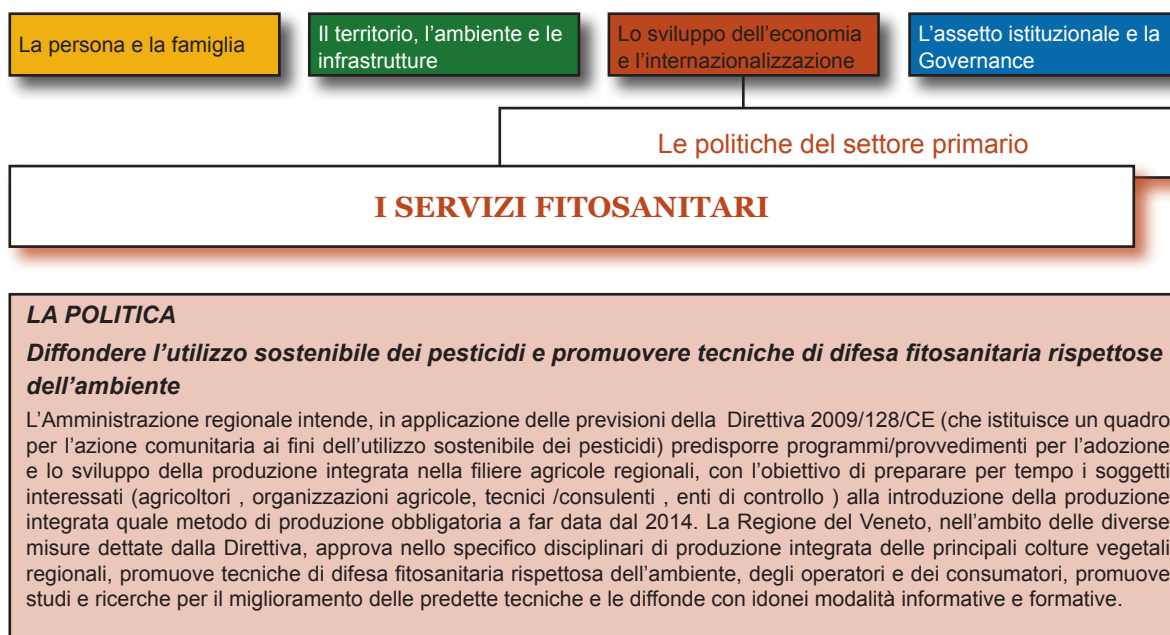 La persona e la famiglia
Il territorio, l'ambiente e le
infrastrutture
Lo sviluppo dell'economia
e l'internazionalizzazione
L'assetto istituzionale e la
Governance
Le politiche del settore primario
I SERVIZI FITOSANITARI
LA POLITICA
Diffondere l'utilizzo sostenibile dei pesticidi e promuovere tecniche di difesa fitosanitaria rispettose
dell'ambiente
L'Amministrazione regionale intende, in applicazione delle previsioni della Direttiva 2009/128/CE (che istituisce un quadro
per l'azione comunitaria ai fini dell'utilizzo sostenibile dei pesticidi) predisporre programmi/provvedimenti per l'adozione
e lo sviluppo della produzione integrata nella filiere agricole regionali, con l'obiettivo di preparare per tempo i soggetti
interessati (agricoltori , organizzazioni agricole, tecnici /consulenti , enti di controllo ) alla introduzione della produzione
integrata quale metodo di produzione obbligatoria a far data dal 2014. La Regione del Veneto, nell'ambito delle diverse
misure dettate dalla Direttiva, approva nello specifico disciplinari di produzione integrata delle principali colture vegetali
regionali, promuove tecniche di difesa fitosanitaria rispettosa dell'ambiente, degli operatori e dei consumatori, promuove
studi e ricerche per il miglioramento delle predette tecniche e le diffonde con idonei modalità informative e formative.